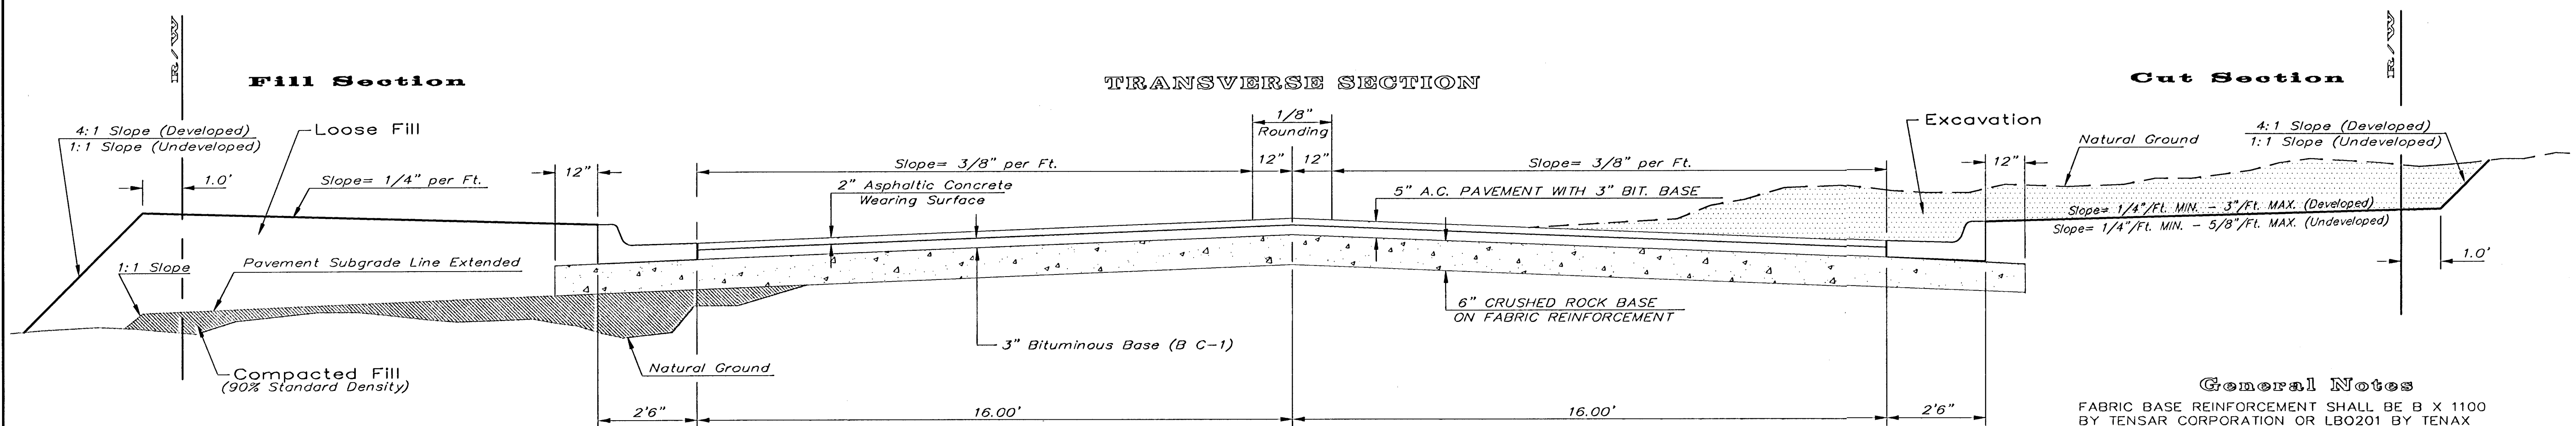 R/W
R/W
Fill Section
TRANSVERSE SECTION
Cut Section
1/8"
Rounding
4:1 Slope (Developed)
1:1 Slope (Undeveloped)
Loose Fill
Excavation
Natural Ground
4:1 Slope (Developed)
1:1 Slope (Undeveloped)
Slope= 3/8" per Ft.
12"
12"
Slope= 3/8" per Ft.
12"
12"
1.0'
Slope= 1/4" per Ft.
2" Asphaltic Concrete
Wearing Surface
5" A.C. PAVEMENT WITH 3" BIT. BASE
Slope= 1/4"/Ft. MIN. - 3"/Ft. MAX. (Developed)
Slope= 1/4"/Ft. MIN. - 5/8"/Ft. MAX. (Undeveloped)
1.0'
1:1 Slope
Pavement Subgrade Line Extended
6" CRUSHED ROCK BASE
ON FABRIC REINFORCEMENT
3" Bituminous Base (B C-1)
Natural Ground
Compacted Fill
(90% Standard Density)
2'6"
16.00'
16.00'
2'6"
General Notes
FABRIC BASE REINFORCEMENT SHALL BE B X 1100
BY TENSAR CORPORATION OR LBO201 BY TENAX